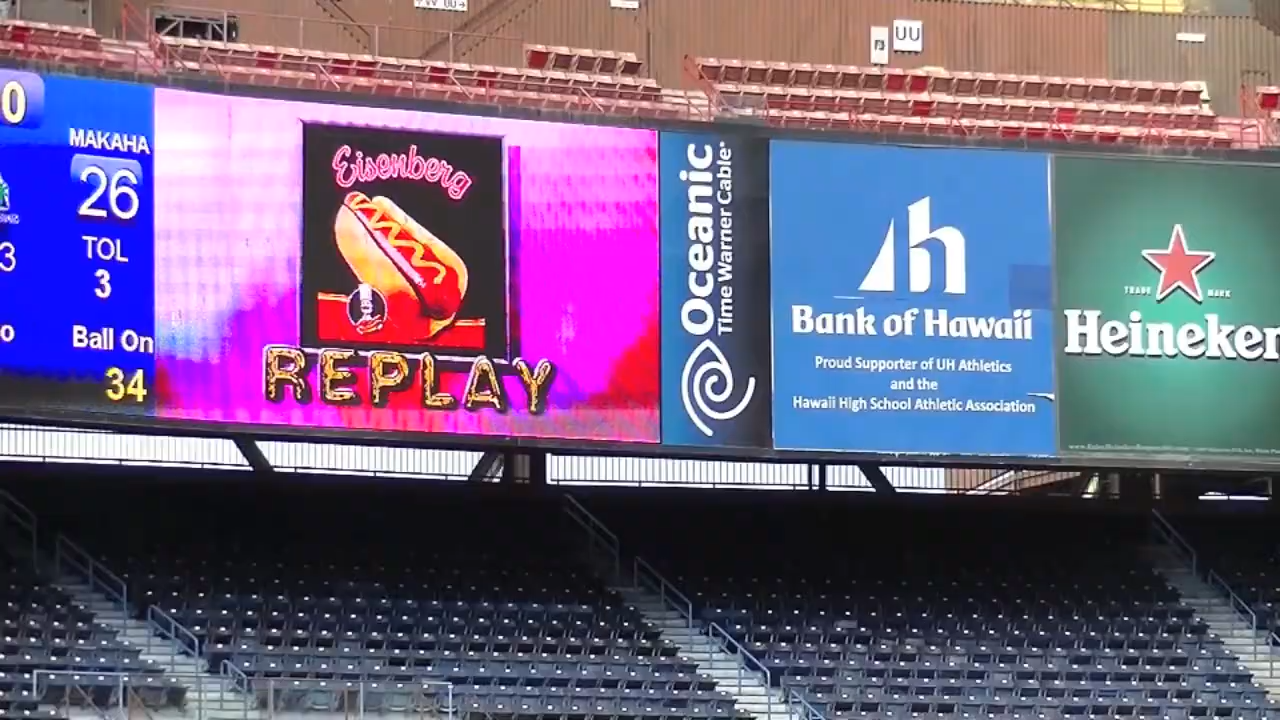 UU
0
MAKAHA
26
TOL
3
3
Ball On
34
Eisenberg
REPLAY
Oceanic
Time Warner Cable
Bank of Hawaii
Proud Supporter of UH Athletics
and the
Hawaii High School Athletic Association
TRADE MARK
Heineken